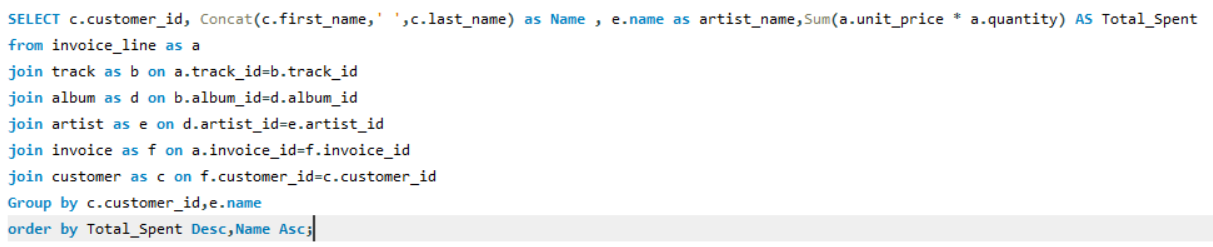 SELECT c.customer_id, Concat(c.first_name,' ',c.last_name) as Name , e.name as artist_name,Sum(a.unit_price * a.quantity) AS Total_Spent
from invoice_line as a
join track as b on a.track_id=b.track_id
join album as d on b.album_id=d.album_id
join artist as e on d.artist_id=e.artist_id
join invoice as f on a.invoice_id=f.invoice_id
join customer as c on f.customer_id=c.customer_id
Group by c.customer_id,e.name
order by Total_Spent Desc,Name Asc;